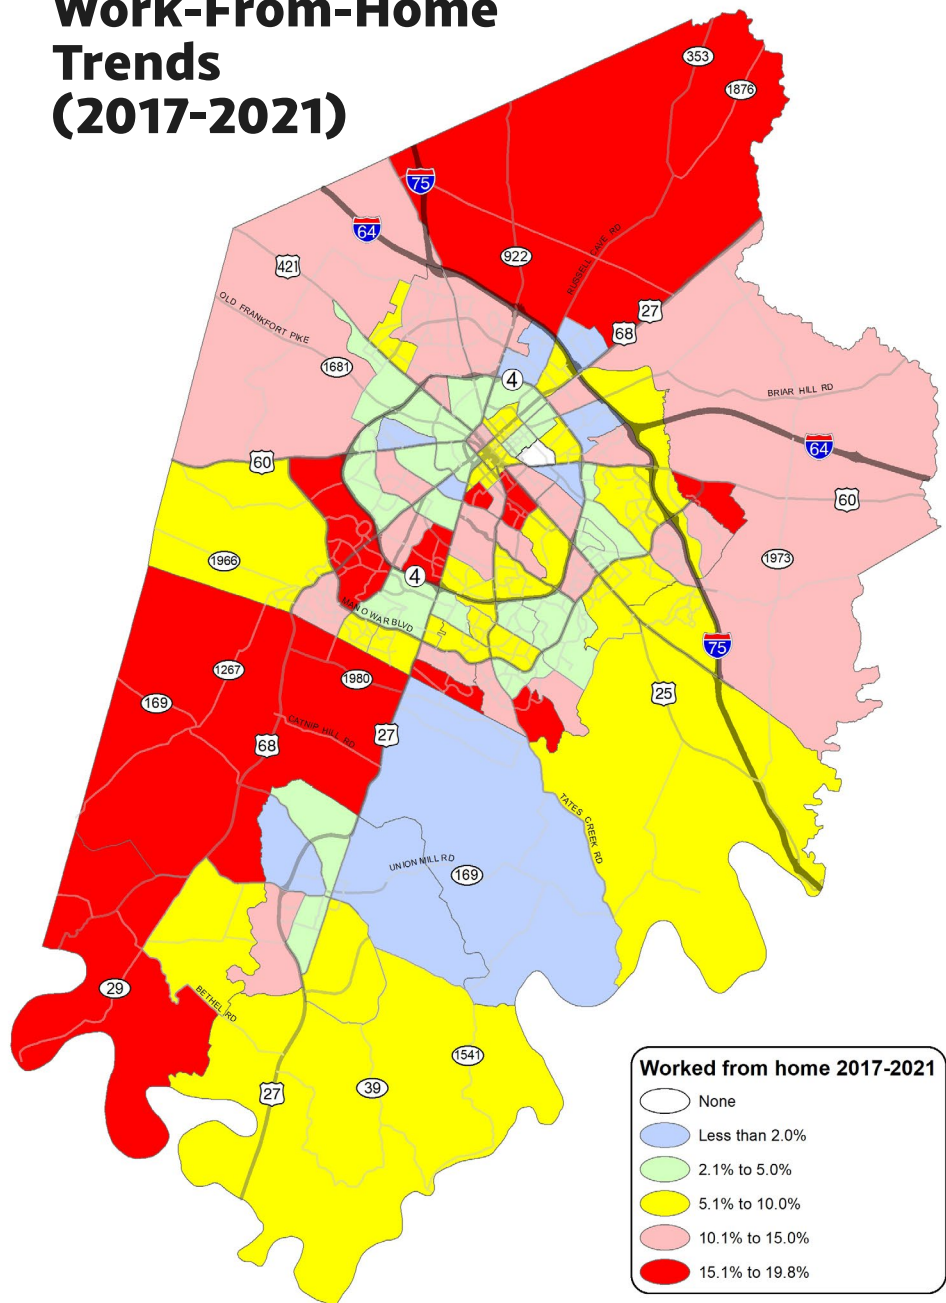 Work-From-Home
Trends
(2017-2021)
353
1876
75
64
922
RUSSELL CAVE RD
421
27
OLD FRANKFORT PIKE
68
1681
4
BRIAR HILL RD
64
60
60
1966
1973
4
MAN O WAR BLVD
75
1267
1980
169
25
CATNIP HILL RD
27
68
TATES CREEK RD
UNION MILL RD
169
29
BETHEL RD
1541
39
27
Worked from home 2017-2021
None
Less than 2.0%
2.1% to 5.0%
5.1% to 10.0%
10.1% to 15.0%
15.1% to 19.8%